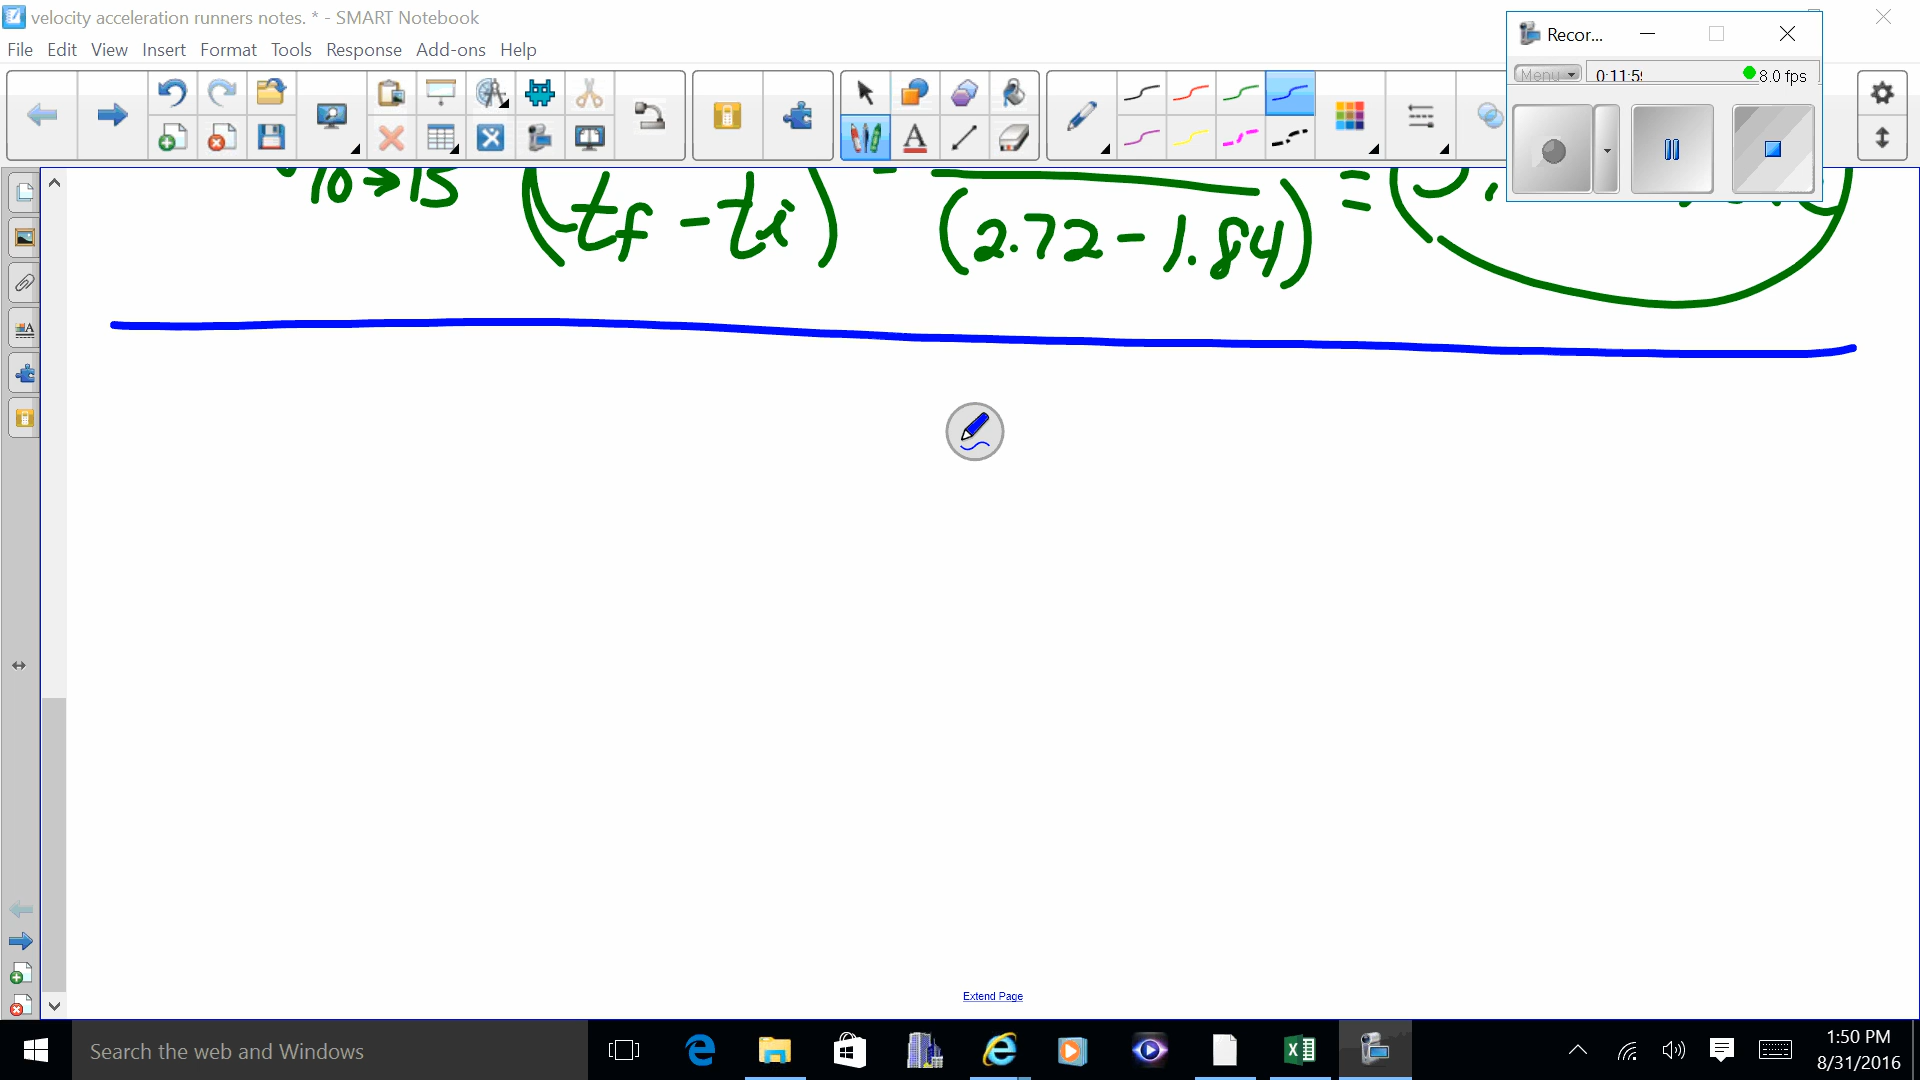 velocity acceleration runners notes. * - SMART Notebook
File Edit View Insert Format Tools Response Add-ons Help
Recor...
Menu 0:11:5 8.0 fps
10→15 (tf - ti) (2.72 - 1.84) =
Extend Page
Search the web and Windows
1:50 PM
8/31/2016